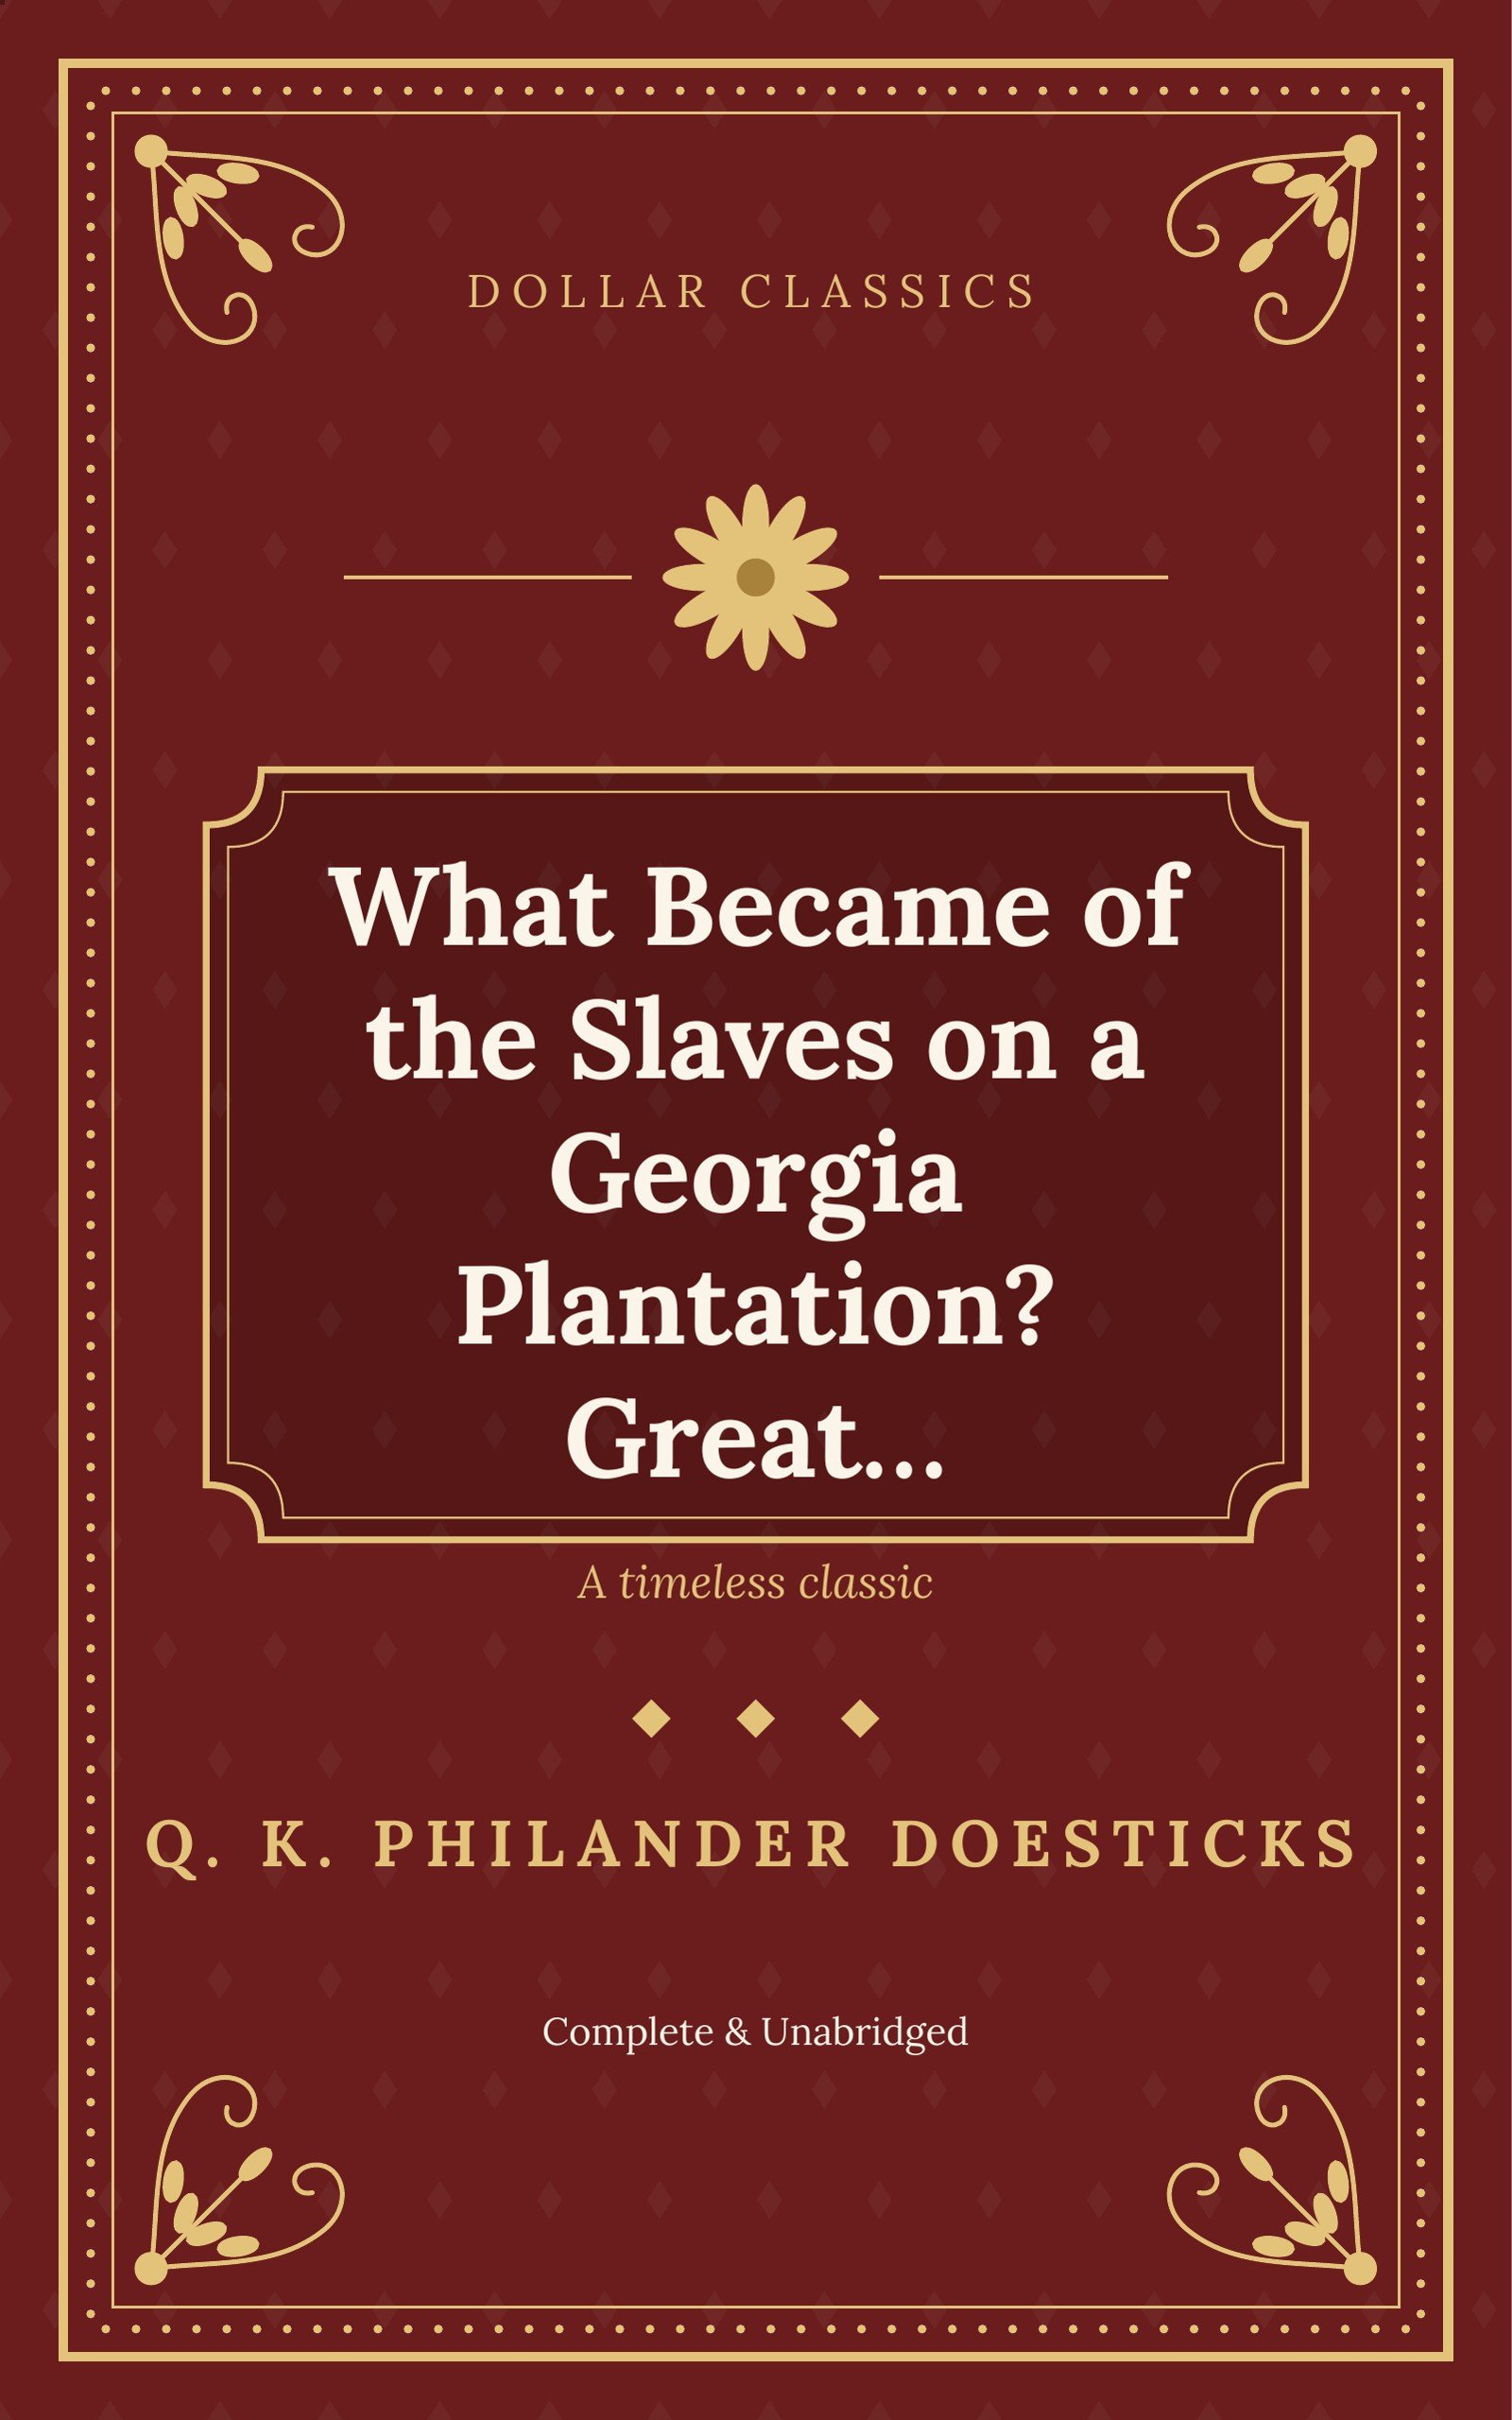 DOLLAR CLASSICS
What Became of
the Slaves on a
Georgia
Plantation?
Great...
A timeless classic
Q. K. PHILANDER DOESTICKS
Complete & Unabridged